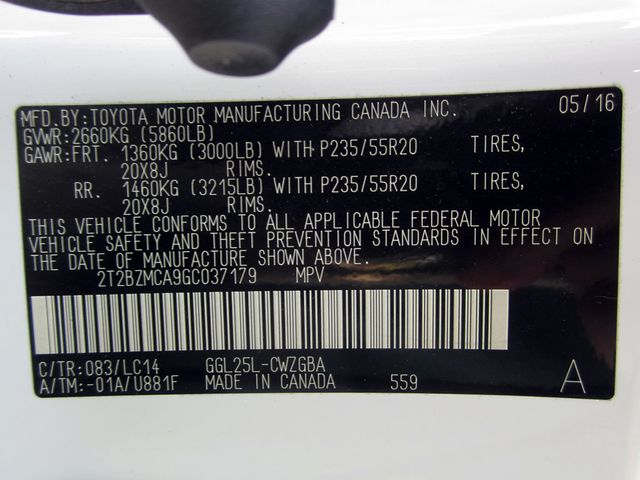 MFD.BY:TOYOTA MOTOR MANUFACTURING CANADA INC. 05/16
GVWR:2660KG (5860LB)
GAWR:FRT. 1360KG (3000LB) WITH P235/55R20 TIRES,
20X8J RIMS.
RR. 1460KG (3215LB) WITH P235/55R20 TIRES,
20X8J RIMS.
THIS VEHICLE CONFORMS TO ALL APPLICABLE FEDERAL MOTOR
VEHICLE SAFETY AND THEFT PREVENTION STANDARDS IN EFFECT ON
THE DATE OF MANUFACTURE SHOWN ABOVE.
2T2BZMCA9GC037179 MPV
C/TR:083/LC14 GGL25L-CWZGBA
A/TM:-01A/U881F MADE IN CANADA 559 A